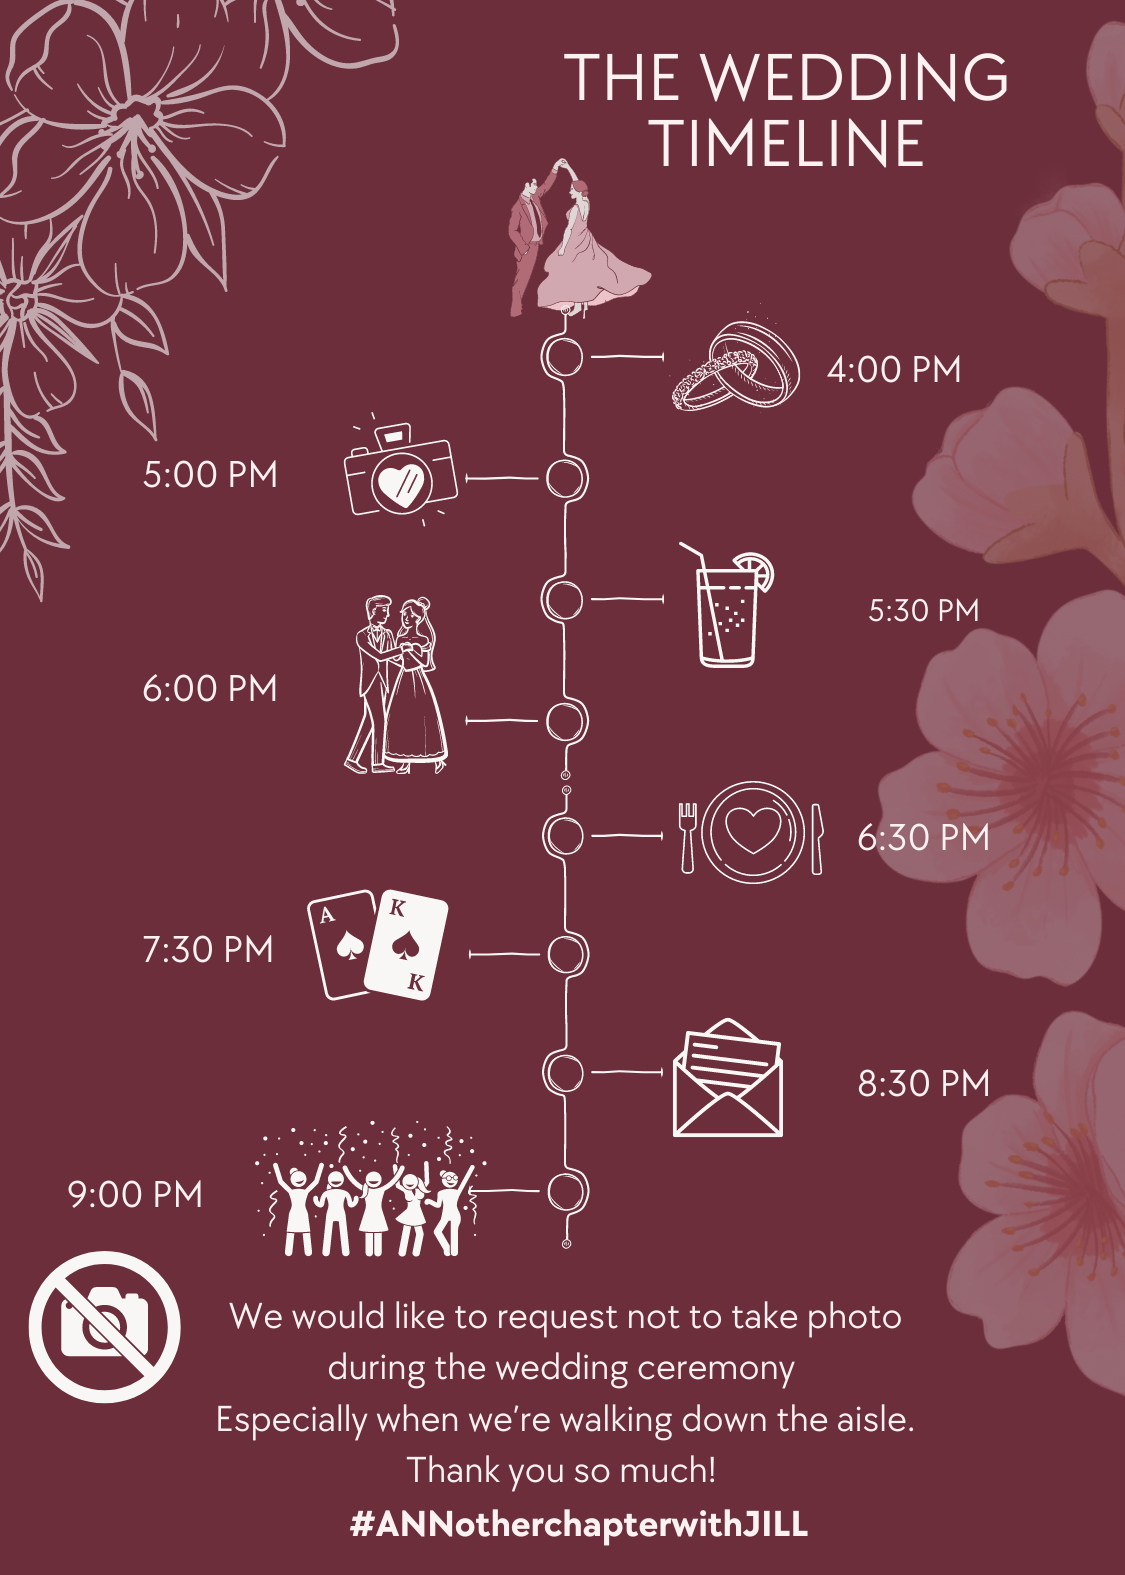 THE WEDDING
TIMELINE
4:00 PM
5:00 PM
5:30 PM
6:00 PM
6:30 PM
A
K
K
7:30 PM
8:30 PM
9:00 PM
We would like to request not to take photo
during the wedding ceremony
Especially when we're walking down the aisle.
Thank you so much!
#ANNotherchapterwithJILL